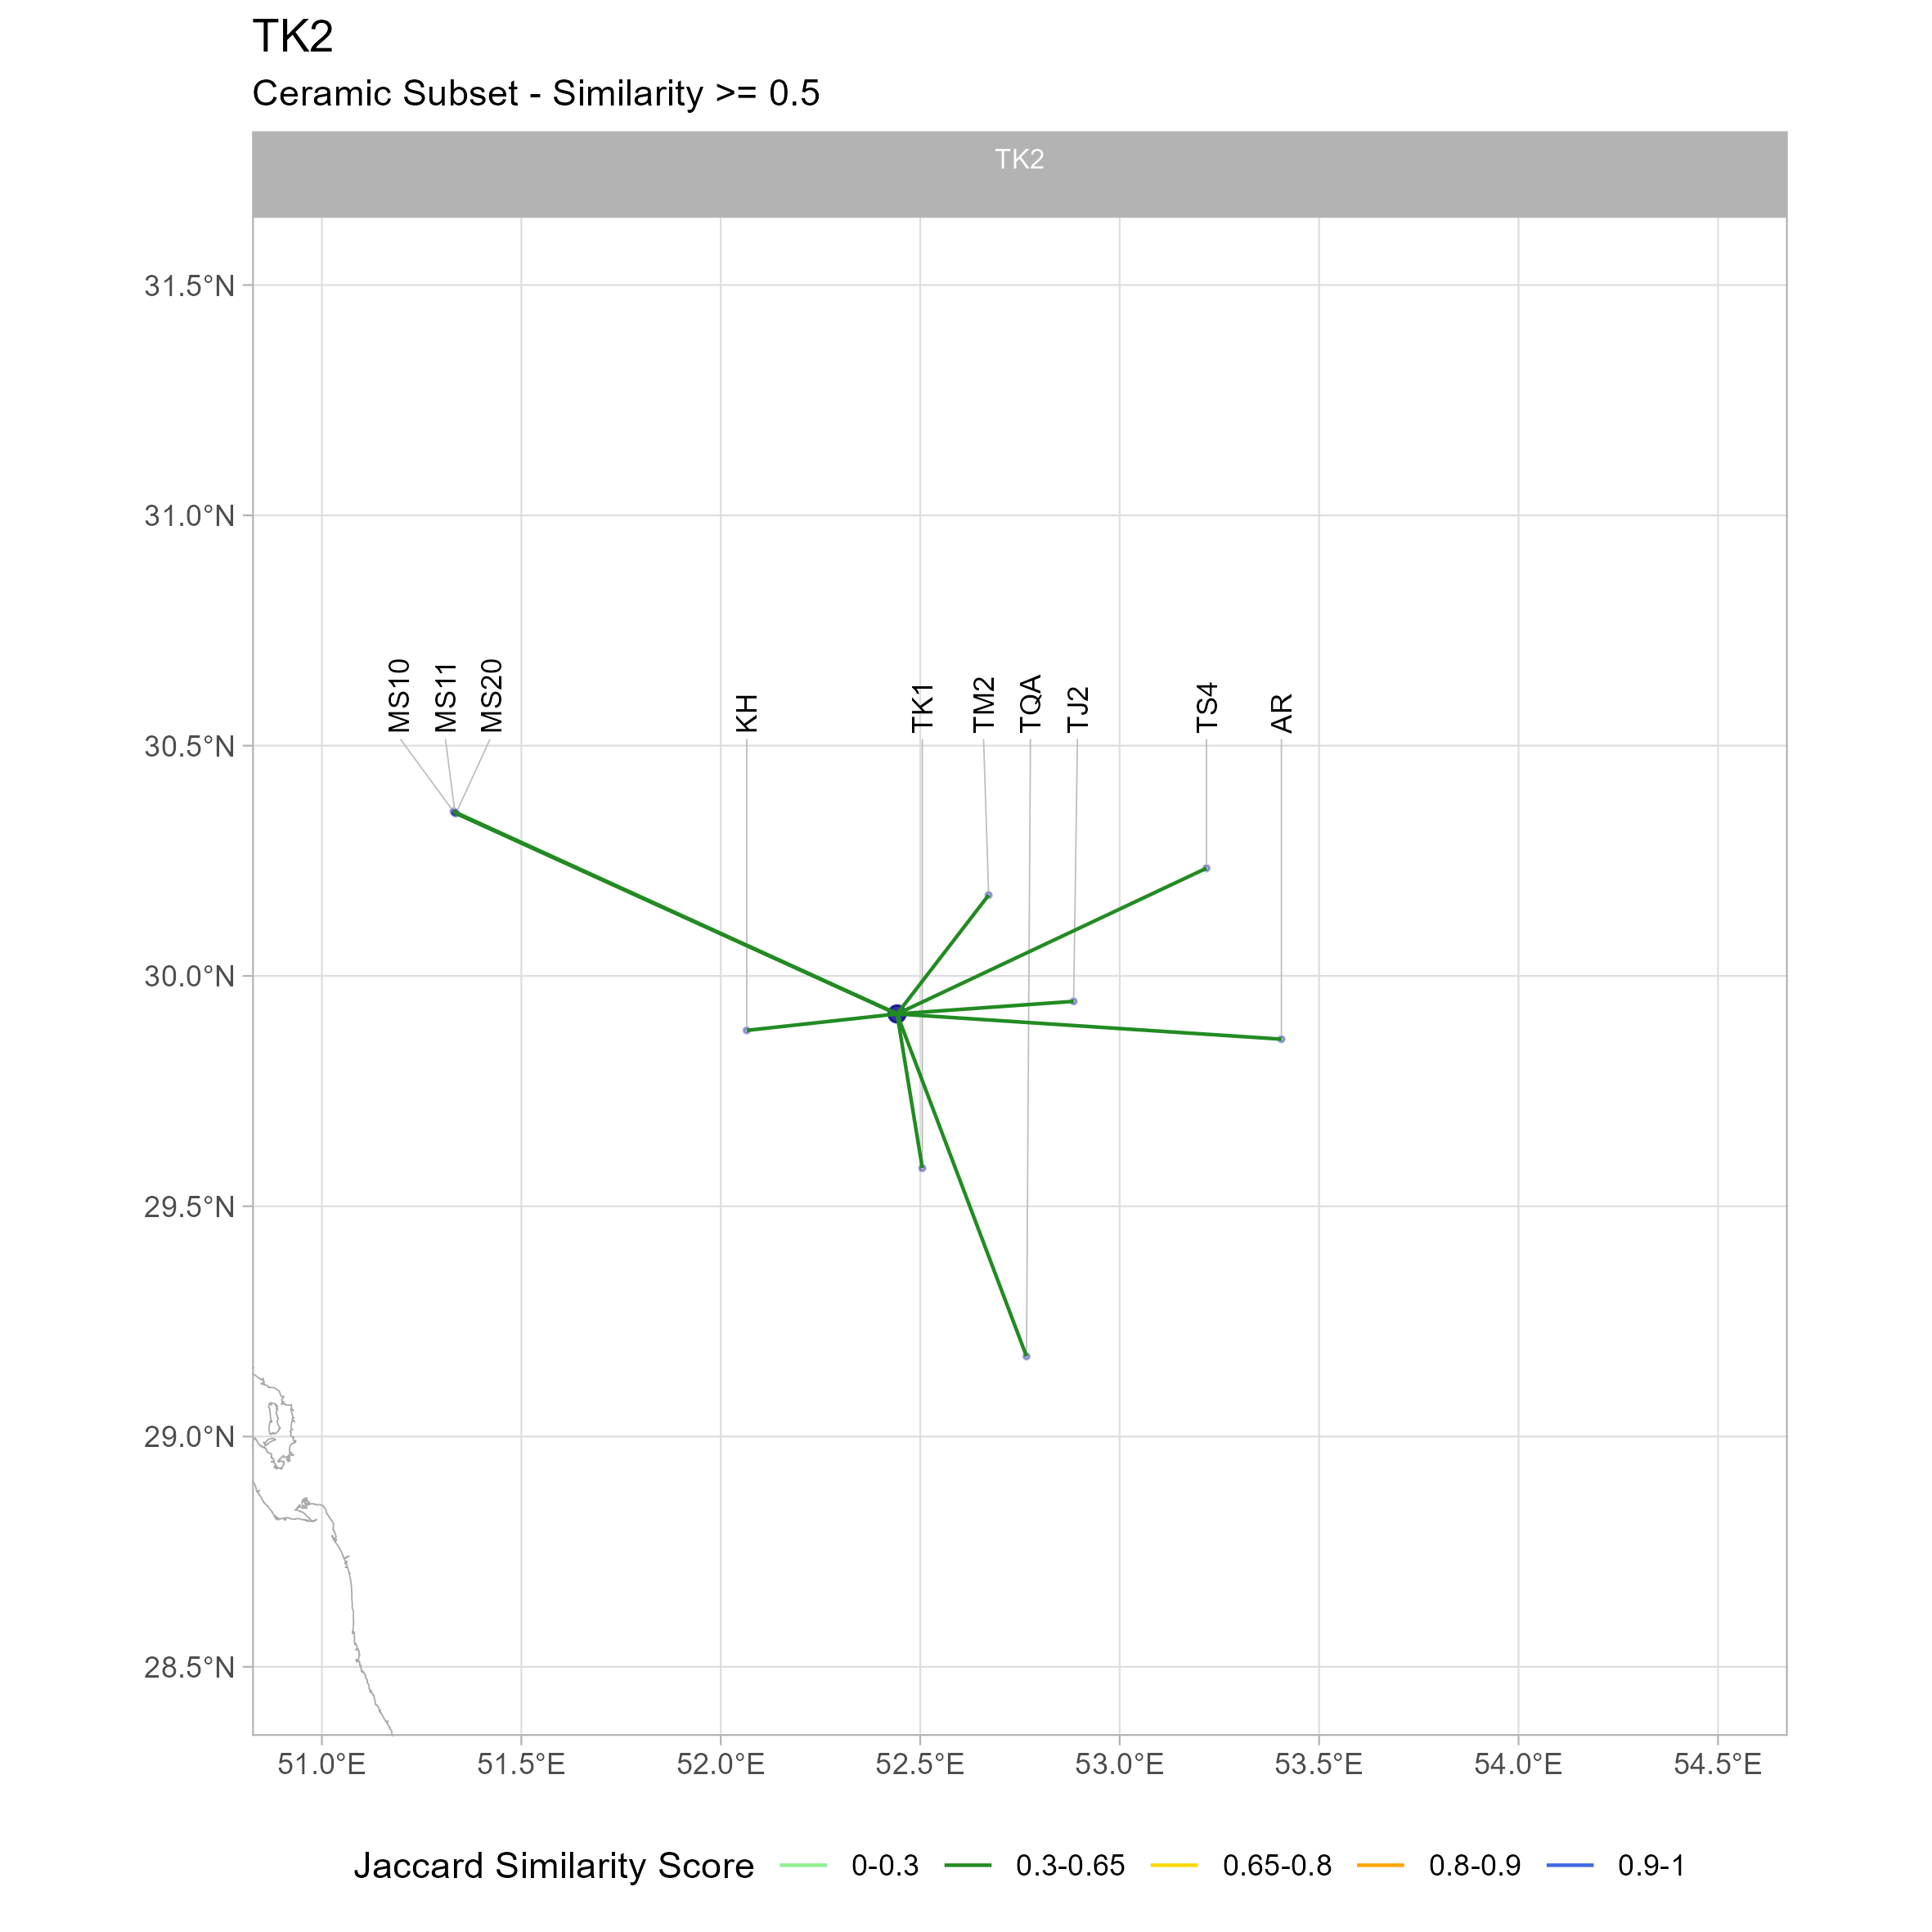 TK2
Ceramic Subset - Similarity >= 0.5
TK2
31.5°N
31.0°N
30.5°N
30.0°N
29.5°N
29.0°N
28.5°N
MS10
MS11
MS20
KH
TK1
TM2
TQA
TJ2
TS4
AR
51.0°E 51.5°E 52.0°E 52.5°E 53.0°E 53.5°E 54.0°E 54.5°E
Jaccard Similarity Score 0-0.3 0.3-0.65 0.65-0.8 0.8-0.9 0.9-1